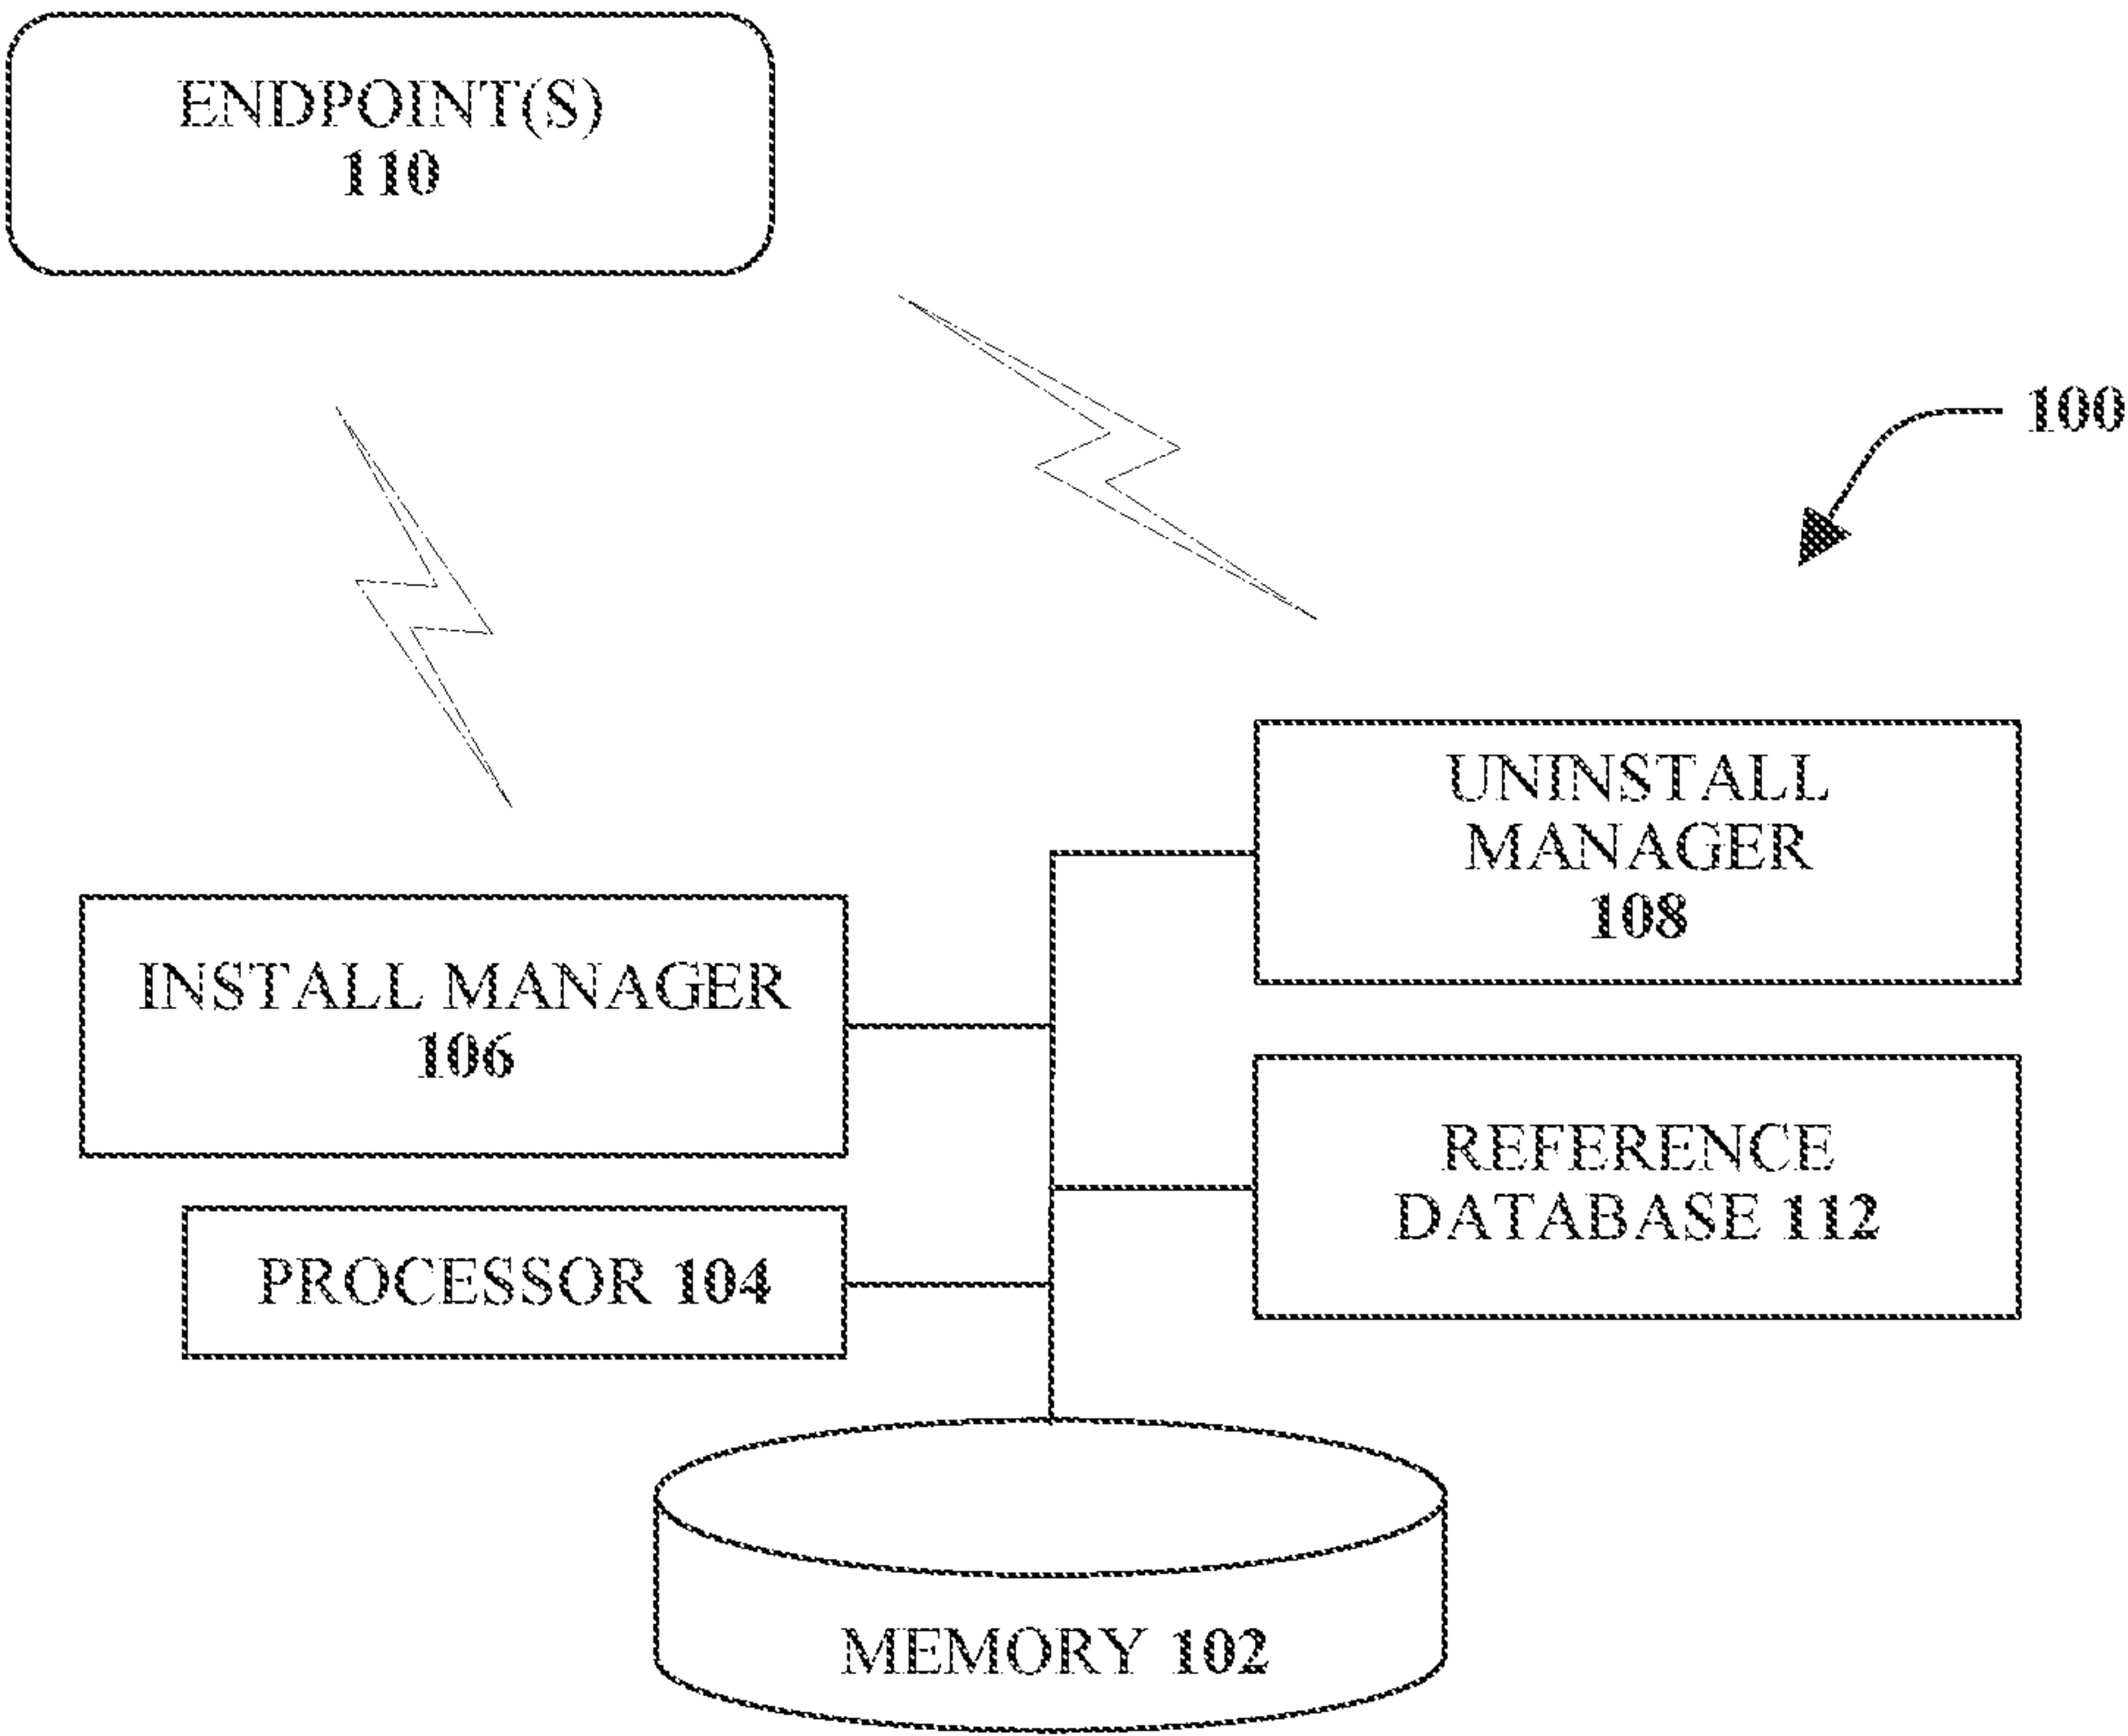 ENDPOINT(S)
110
100
UNINSTALL
MANAGER
108
INSTALL MANAGER
106
REFERENCE
DATABASE 112
PROCESSOR 104
MEMORY 102